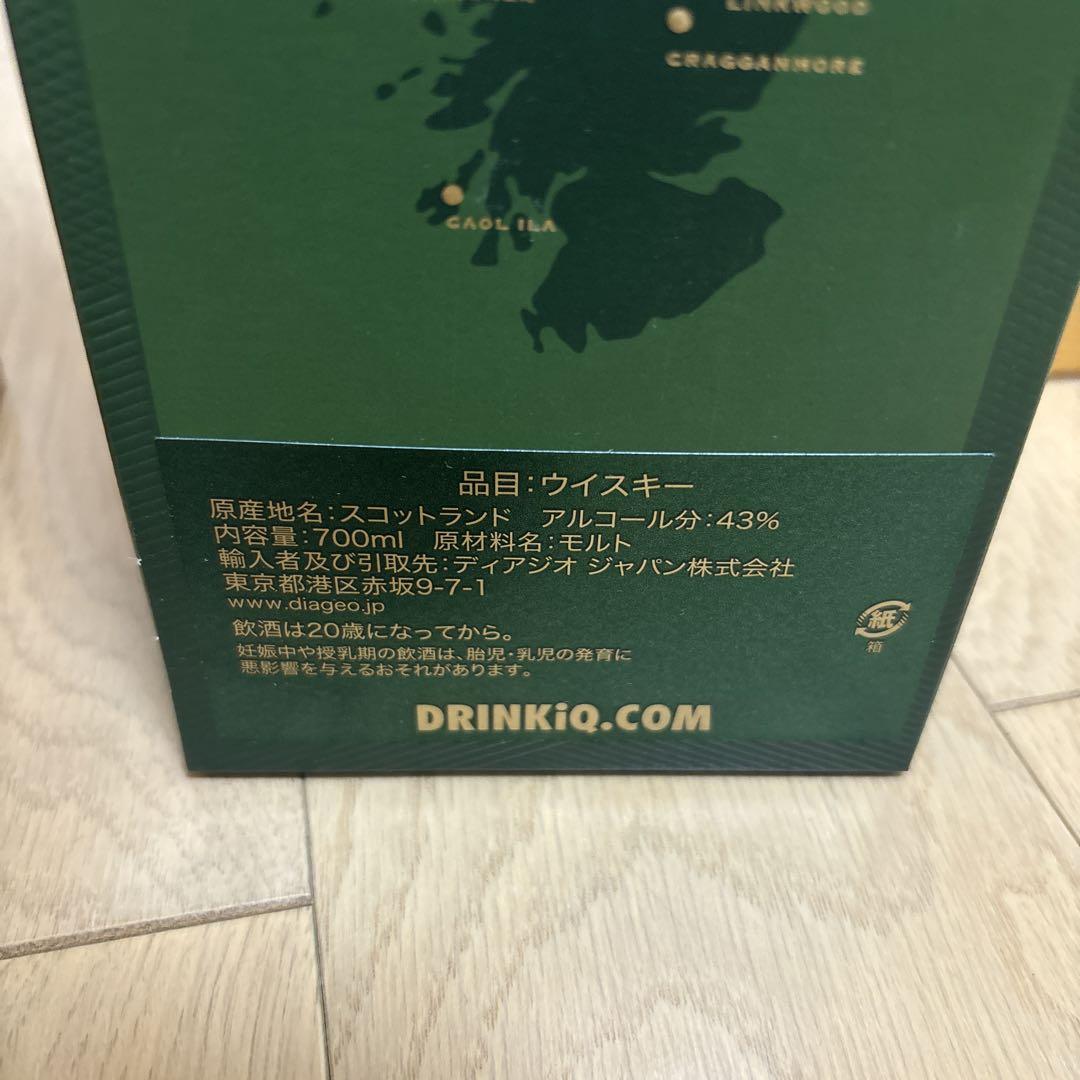 LINKWOOD
CRAGGANMORE
CAOL ILA
品目:ウイスキー
原産地名:スコットランド アルコール分:43%
内容量:700ml 原材料名:モルト
輸入者及び引取先:ディアジオ ジャパン株式会社
東京都港区赤坂9-7-1
www.diageo.jp
飲酒は20歳になってから。
妊娠中や授乳期の飲酒は、胎児・乳児の発育に
悪影響を与えるおそれがあります。
紙
箱
DRINKiQ.COM